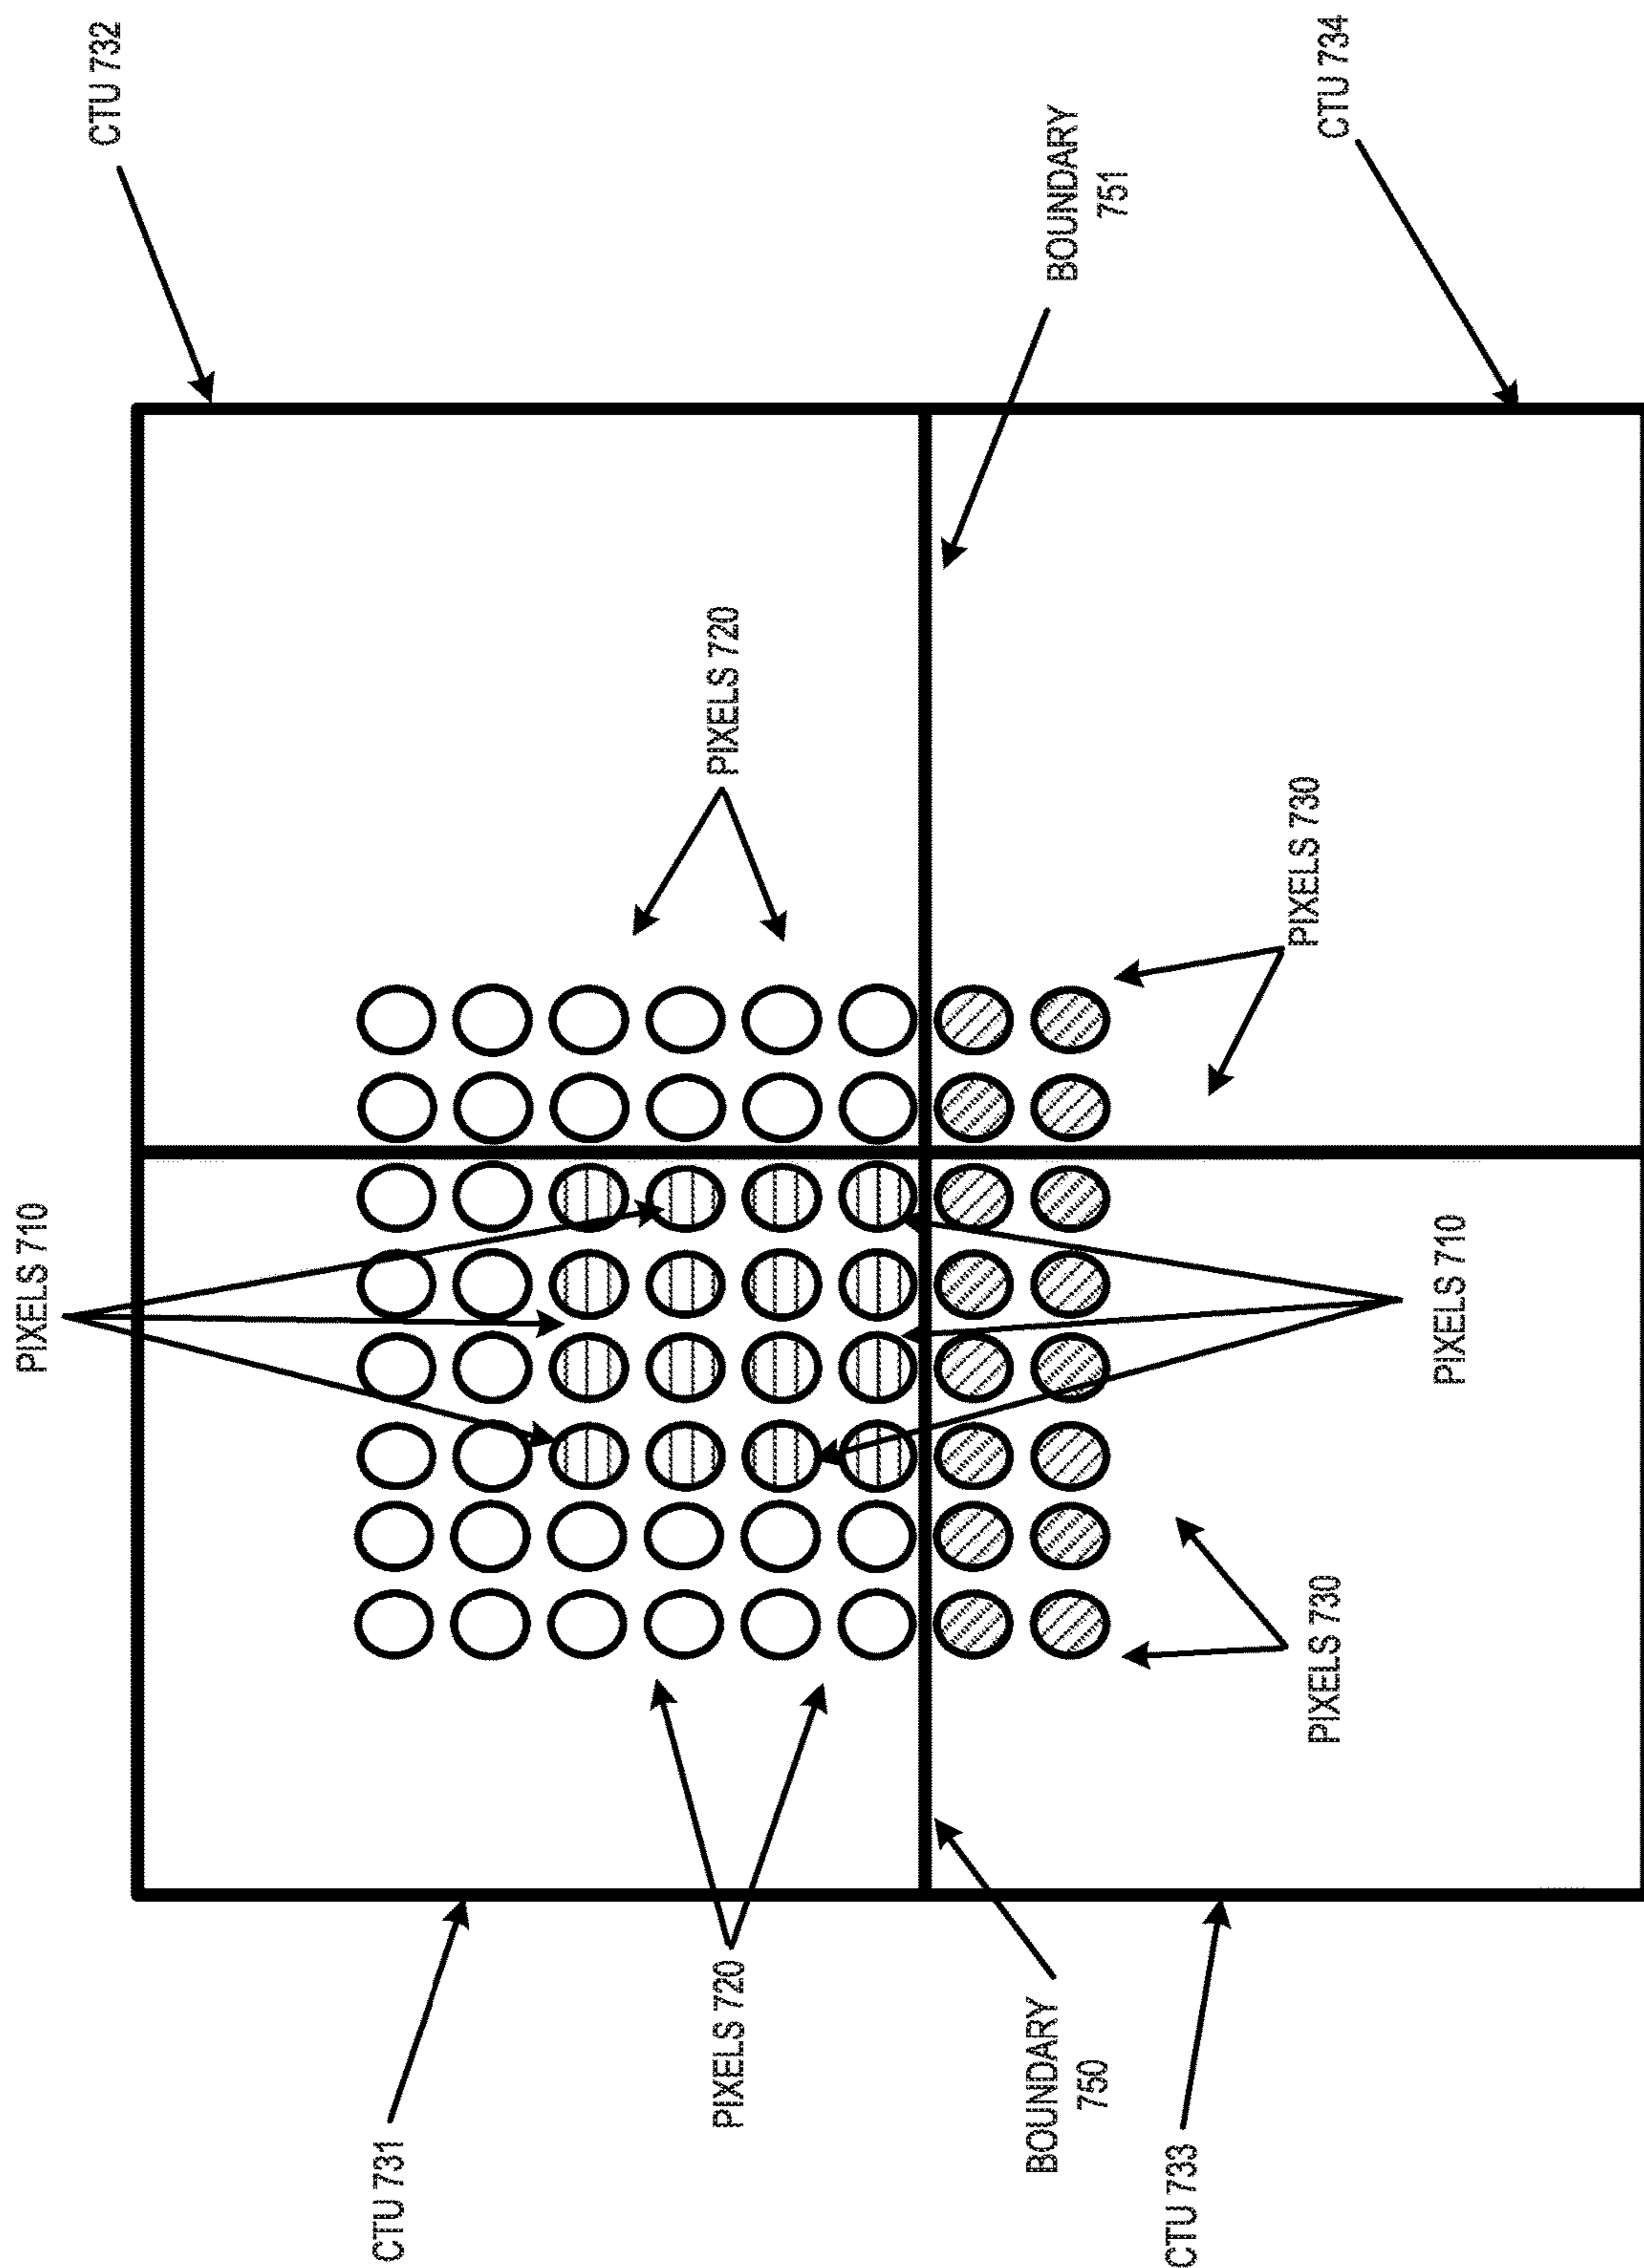 CTU 731
PIXELS 710
CTU 732
PIXELS 720
PIXELS 720
BOUNDARY
750
BOUNDARY
751
CTU 733
PIXELS 730
PIXELS 710
PIXELS 730
CTU 734